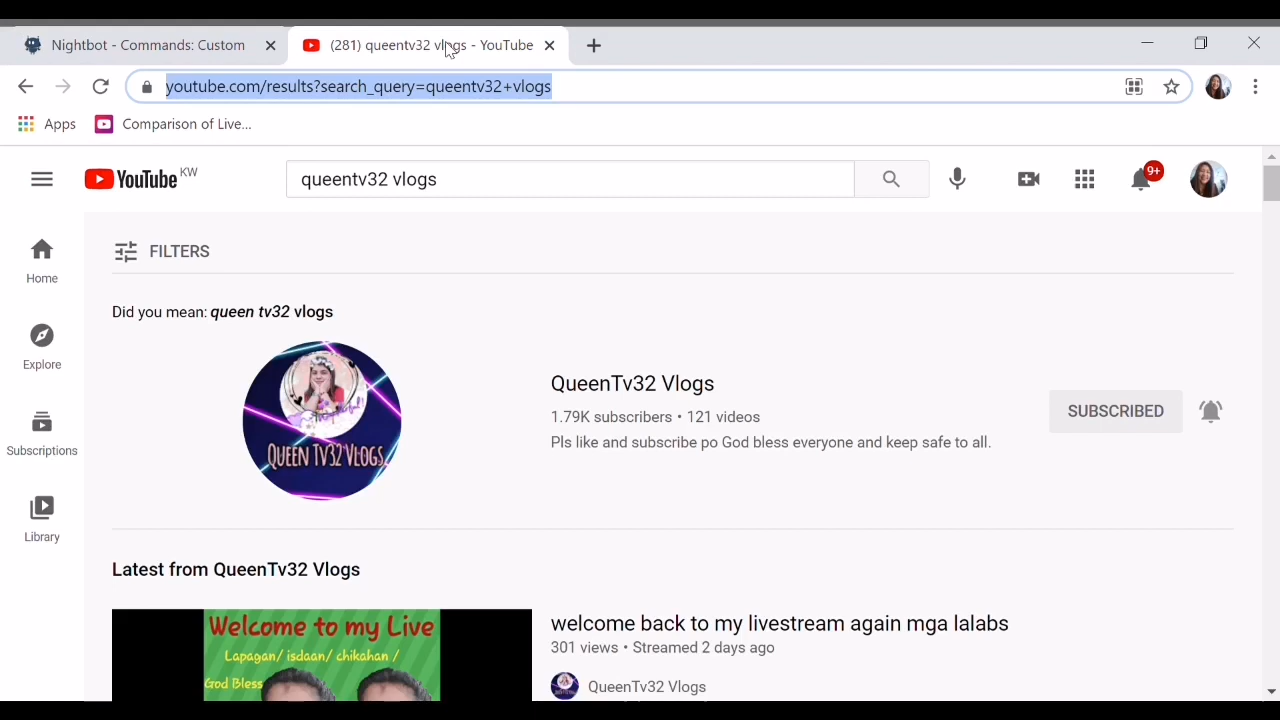 Nightbot - Commands: Custom
(281) queentv32 vlogs - YouTube
youtube.com/results?search_query=queentv32+vlogs
Apps
Comparison of Live...
YouTube KW
queentv32 vlogs
9+
FILTERS
Home
Did you mean: queen tv32 vlogs
Explore
QueenTv32 Vlogs
1.79K subscribers • 121 videos
SUBSCRIBED
Pls like and subscribe po God bless everyone and keep safe to all.
QUEEN TV32 VLOGS
Subscriptions
Library
Latest from QueenTv32 Vlogs
Welcome to my Live
Lapagan/ isdaan/ chikahan /
God Bless
welcome back to my livestream again mga lalabs
301 views • Streamed 2 days ago
QueenTv32 Vlogs